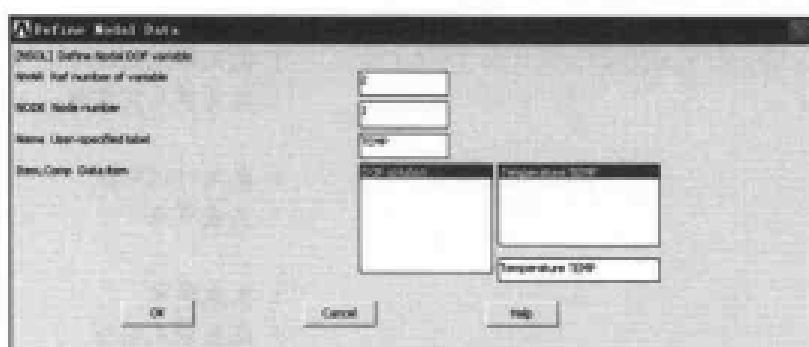 Define Nodal Data
[NSOL] Define Nodal DOF variable
NVAR Ref number of variable
2
NODE Node number
1
Name User-specified label
TEMP
Item,Comp Data item
DOF solution
Temperature TEMP
Temperature TEMP
OK
Cancel
Help